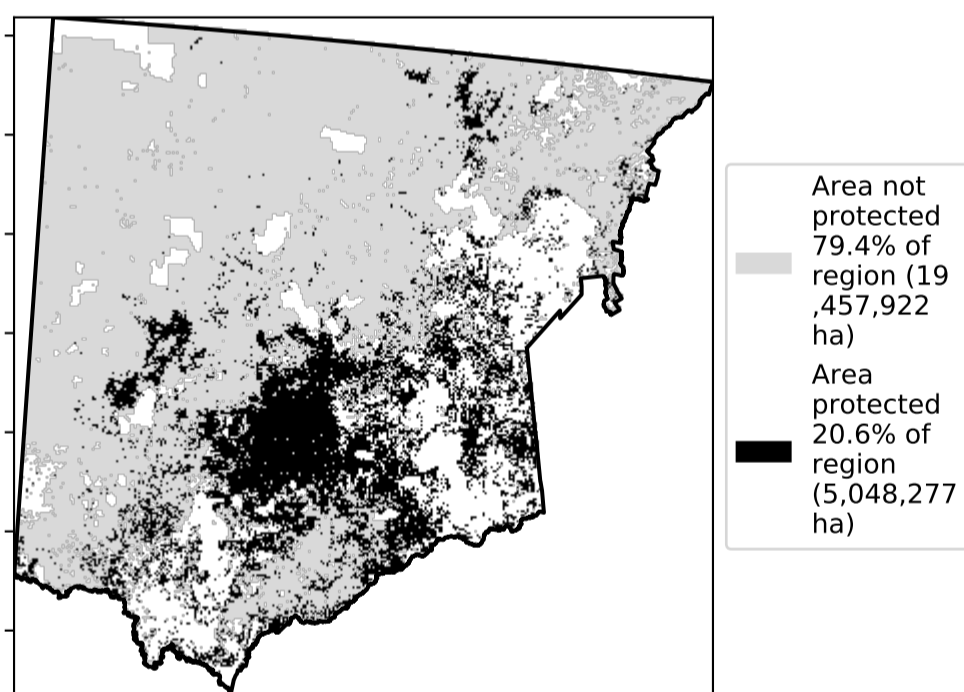 Area not
protected
79.4% of
region (19
,457,922
ha)
Area
protected
20.6% of
region
(5,048,277
ha)